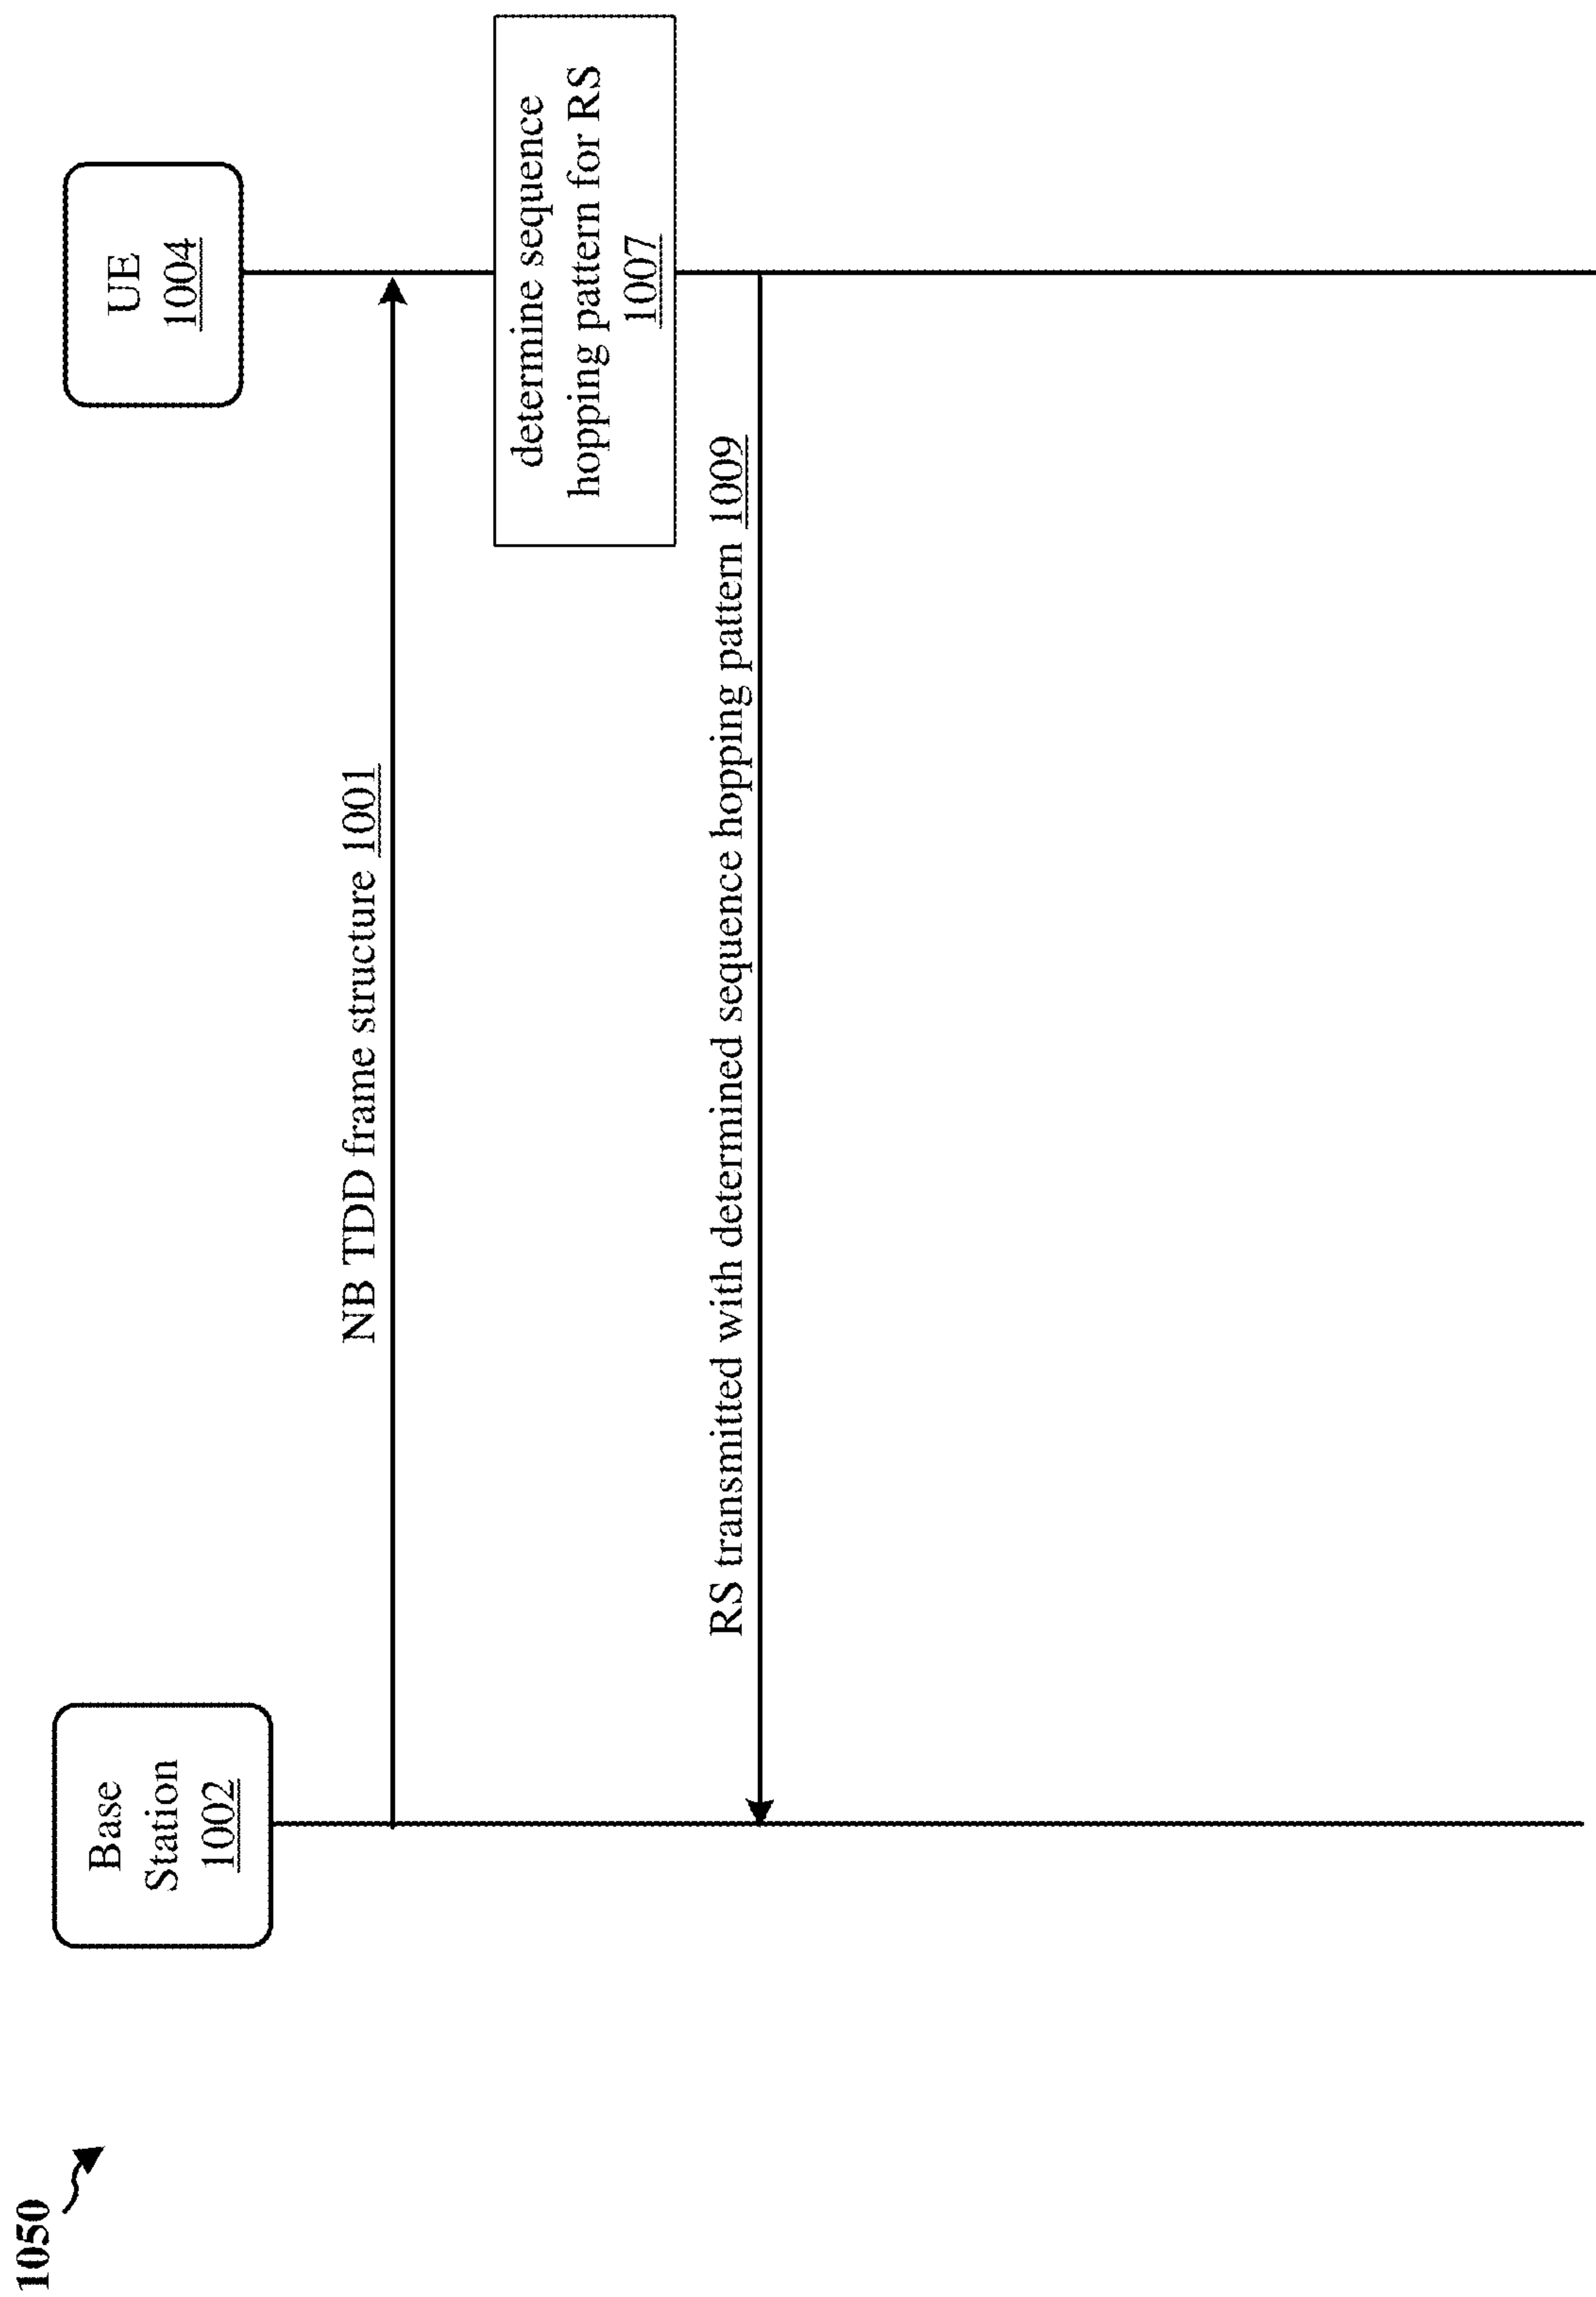 1050
Base
Station
1002
UE
1004
NB TDD frame structure 1001
determine sequence
hopping pattern for RS
1007
RS transmitted with determined sequence hopping pattern 1009